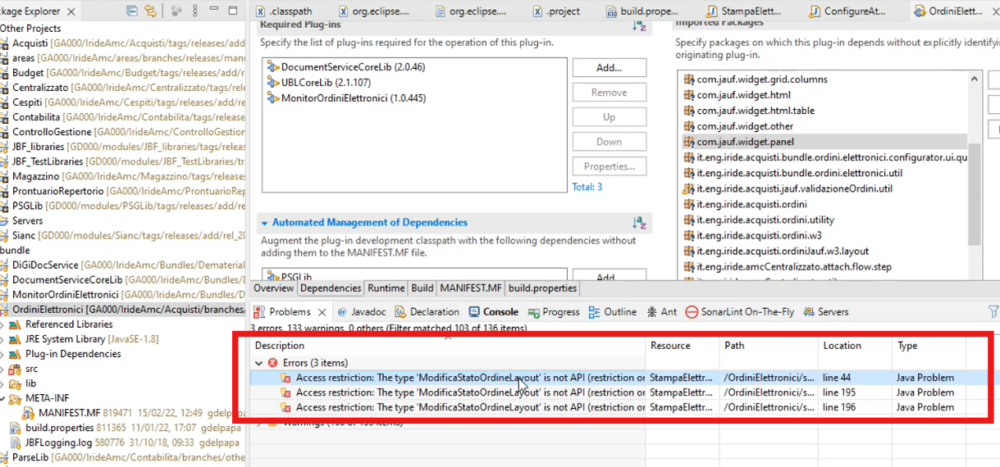 ckage Explorer
Other Projects
Acquisti [GA000/IrideAmc/Acquisti/tags/releases/add
areas [GA000/IrideAmc/areas/branches/releases/man
Budget [GA000/IrideAmc/Budget/tags/releases/add/r
Centralizzato [GA000/IrideAmc/Centralizzato/tags/rele
Cespiti [GA000/IrideAmc/Cespiti/tags/releases/add/re
Contabilita [GA000/IrideAmc/Contabilita/tags/releases
ControlloGestione [GA000/IrideAmc/ControlloGestion
JBF_libraries [GD000/modules/JBF_libraries/tags/releas
JBF_TestLibraries [GD000/modules/JBF_TestLibraries/tr
Magazzino [GA000/IrideAmc/Magazzino/tags/releases
ProntuarioRepertorio [GA000/IrideAmc/ProntuarioRep
PSGLib [GD000/modules/PSGLib/tags/releases/add/re
Servers
Sianc [GD000/modules/Sianc/tags/releases/add/rel_20
bundle
DiGiDocService [GA000/IrideAmc/Bundles/Dematerial
DocumentServiceCoreLib [GA000/IrideAmc/Bundles/D
MonitorOrdiniElettronici [GA000/IrideAmc/Bundles/D
OrdiniElettronici [GA000/IrideAmc/Acquisti/branches/
Referenced Libraries
JRE System Library [JavaSE-1.8]
Plug-in Dependencies
src
lib
META-INF
MANIFEST.MF 819471 15/02/22, 12:49 gdelpapa
build.properties 811365 11/01/22, 17:07 gdelpapa
JBFLogging.log 580776 31/10/18, 09:33 gdelpapa
ParseLib [GA000/IrideAmc/Contabilita/branches/othe
.classpath org.eclipse.... org.eclipse.... .project build.prope... StampaElett... ConfigureAt... OrdiniElett...
Required Plug-ins
Specify the list of plug-ins required for the operation of this plug-in.
DocumentServiceCoreLib (2.0.46)
UBLCoreLib (2.1.107)
MonitorOrdiniElettronici (1.0.445)
Add...
Remove
Up
Down
Properties...
Total: 3
Automated Management of Dependencies
Augment the plug-in development classpath with the following dependencies without
adding them to the MANIFEST.MF file.
PSGLib
Add
Imported Packages
Specify packages on which this plug-in depends without explicitly identifyi
originating plug-in.
com.jauf.widget.grid.columns
com.jauf.widget.html
com.jauf.widget.html.table
com.jauf.widget.other
com.jauf.widget.panel
it.eng.iride.acquisti.bundle.ordini.elettronici.configurator.ui.qu
it.eng.iride.acquisti.bundle.ordini.elettronici.util
it.eng.iride.acquisti.jauf.validazioneOrdini.util
it.eng.iride.acquisti.ordini
it.eng.iride.acquisti.ordini.utility
it.eng.iride.acquisti.ordini.w3
it.eng.iride.acquisti.ordiniJauf.w3.layout
it.eng.iride.amcCentralizzato.attach.flow.step
Overview Dependencies Runtime Build MANIFEST.MF build.properties
Problems Javadoc Declaration Console Progress Outline Ant SonarLint On-The-Fly Servers
3 errors, 133 warnings, 0 others (Filter matched 103 of 136 items)
Description Resource Path Location Type
Errors (3 items)
Access restriction: The type 'ModificaStatoOrdineLayout' is not API (restriction or StampaElettr... /OrdiniElettronici/s... line 44 Java Problem
Access restriction: The type 'ModificaStatoOrdineLayout' is not API (restriction or StampaElettr... /OrdiniElettronici/s... line 195 Java Problem
Access restriction: The type 'ModificaStatoOrdineLayout' is not API (restriction or StampaElettr... /OrdiniElettronici/s... line 196 Java Problem